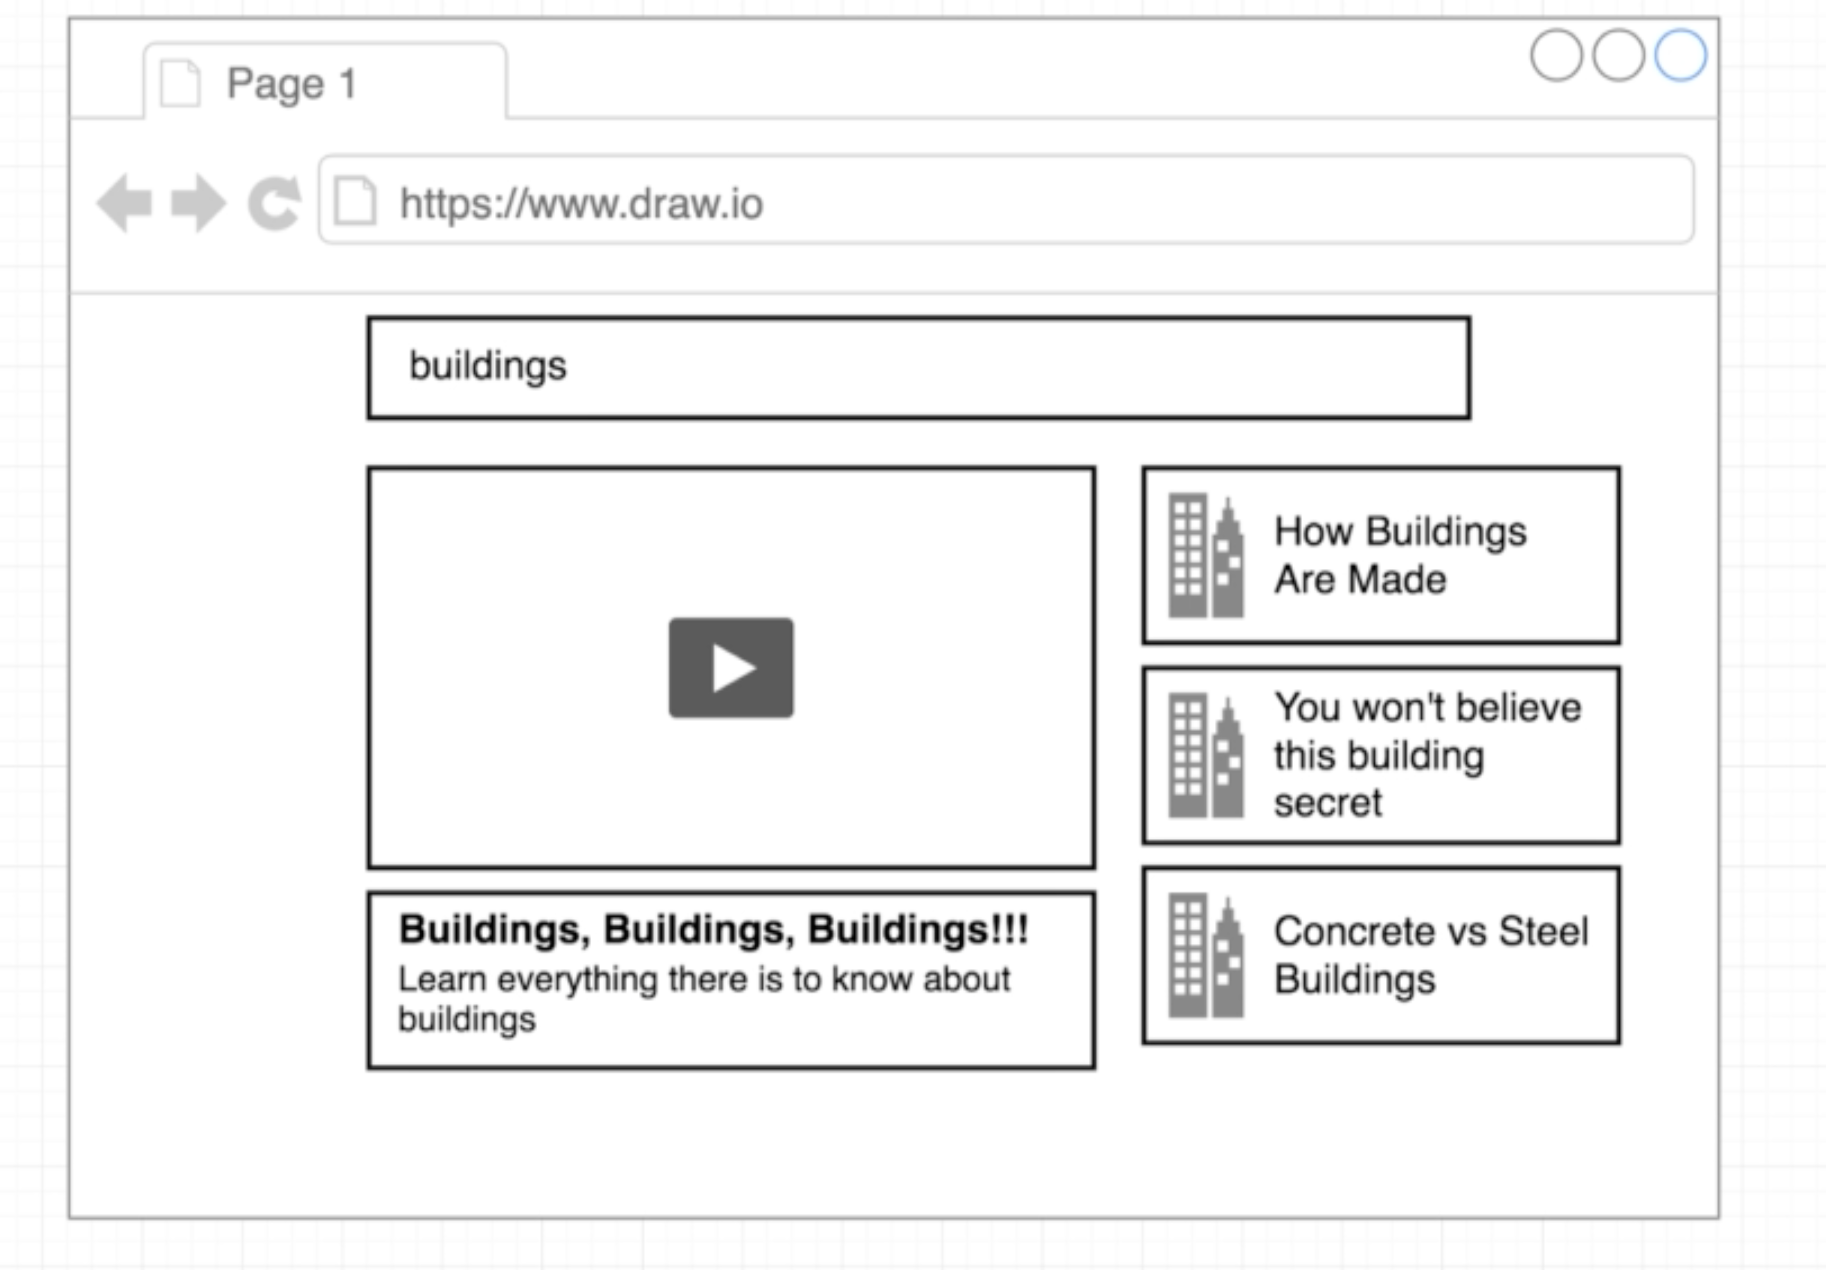 Page 1
https://www.draw.io
buildings
How Buildings
Are Made
You won't believe
this building
secret
Buildings, Buildings, Buildings!!!
Learn everything there is to know about
buildings
Concrete vs Steel
Buildings